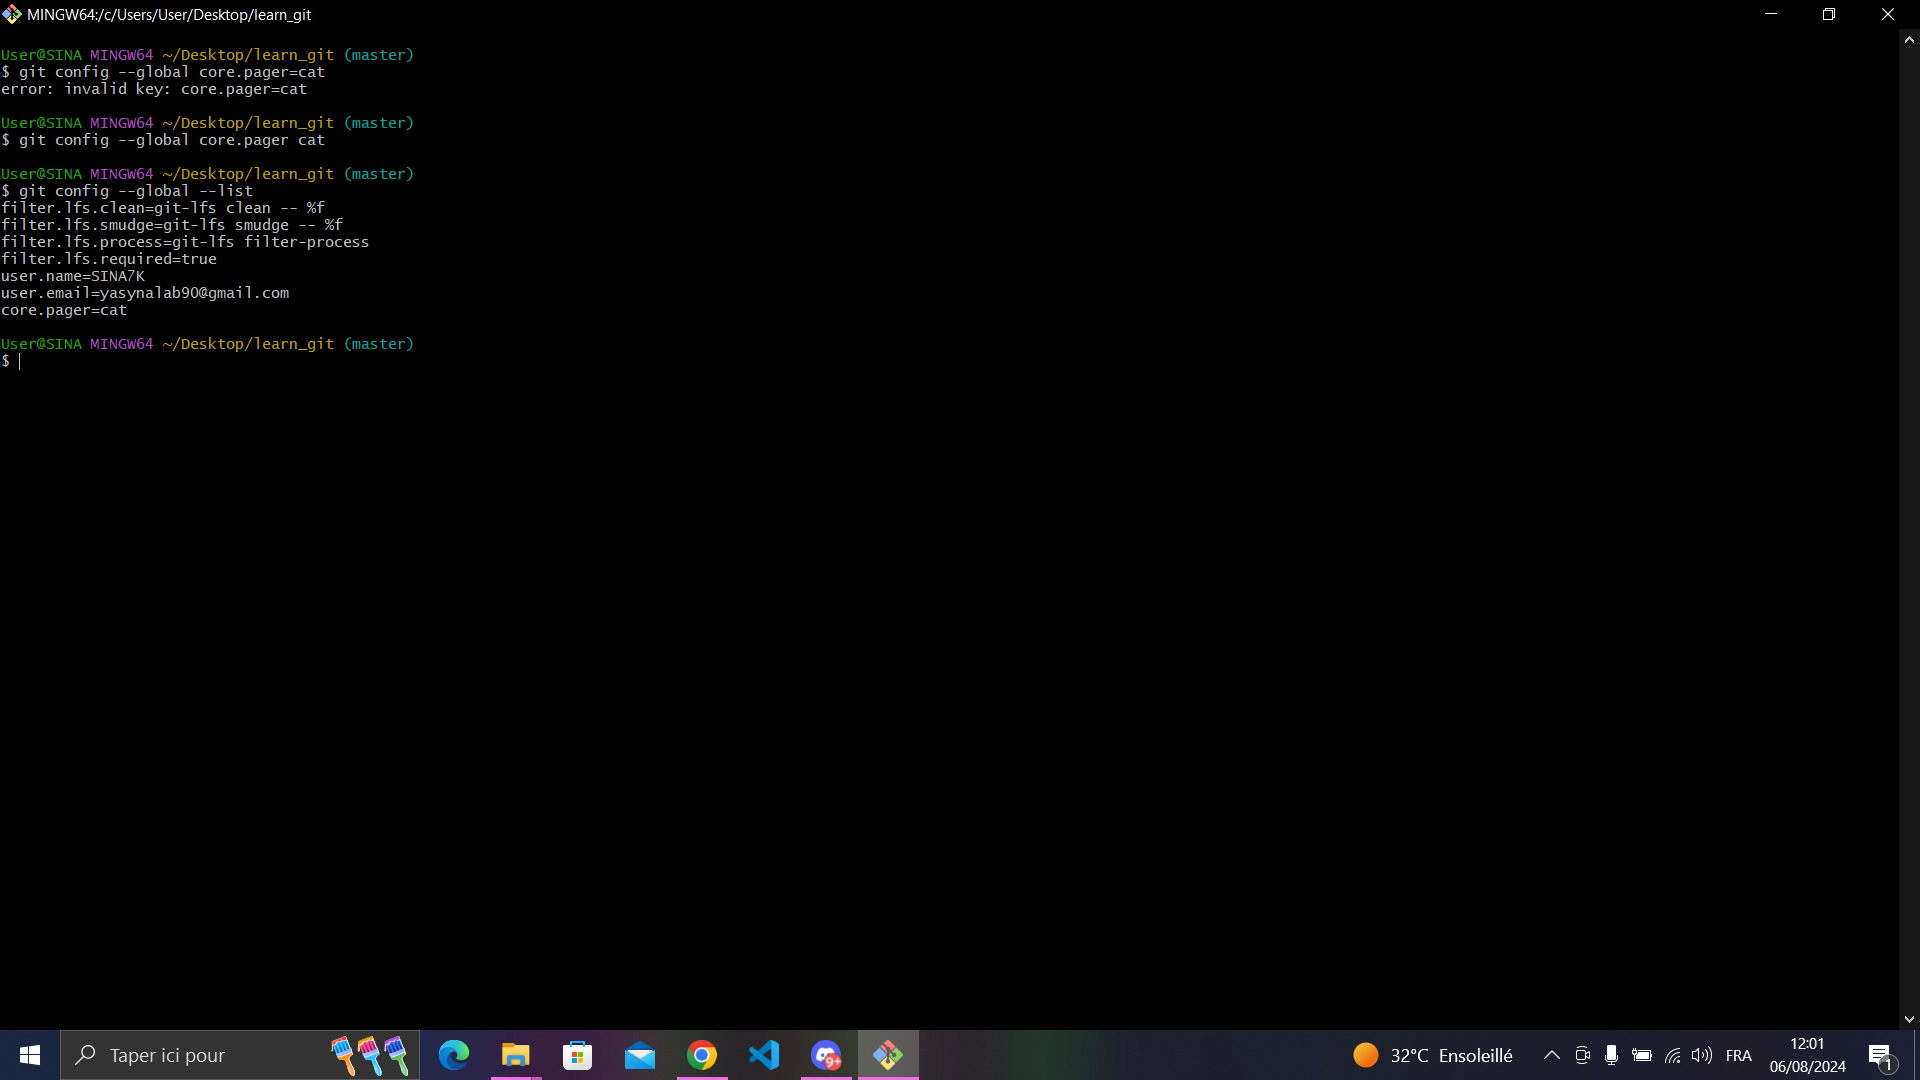 MINGW64:/c/Users/User/Desktop/learn_git
User@SINA MINGW64 ~/Desktop/learn_git (master)
$ git config --global core.pager=cat
error: invalid key: core.pager=cat
User@SINA MINGW64 ~/Desktop/learn_git (master)
$ git config --global core.pager cat
User@SINA MINGW64 ~/Desktop/learn_git (master)
$ git config --global --list
filter.lfs.clean=git-lfs clean -- %f
filter.lfs.smudge=git-lfs smudge -- %f
filter.lfs.process=git-lfs filter-process
filter.lfs.required=true
user.name=SINA7K
user.email=yasynalab90@gmail.com
core.pager=cat
User@SINA MINGW64 ~/Desktop/learn_git (master)
$
Taper ici pour
9+
32°C Ensoleillé
FRA
12:01
06/08/2024
1